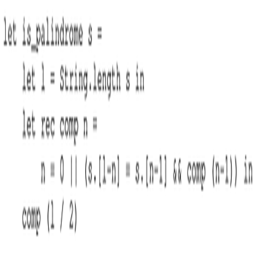 let is_palindrome s =
let l = String.length s in
let rec comp n =
n = 0 || (s.[l-n] = s.[n-1] && comp (n-1)) in
comp (l / 2)